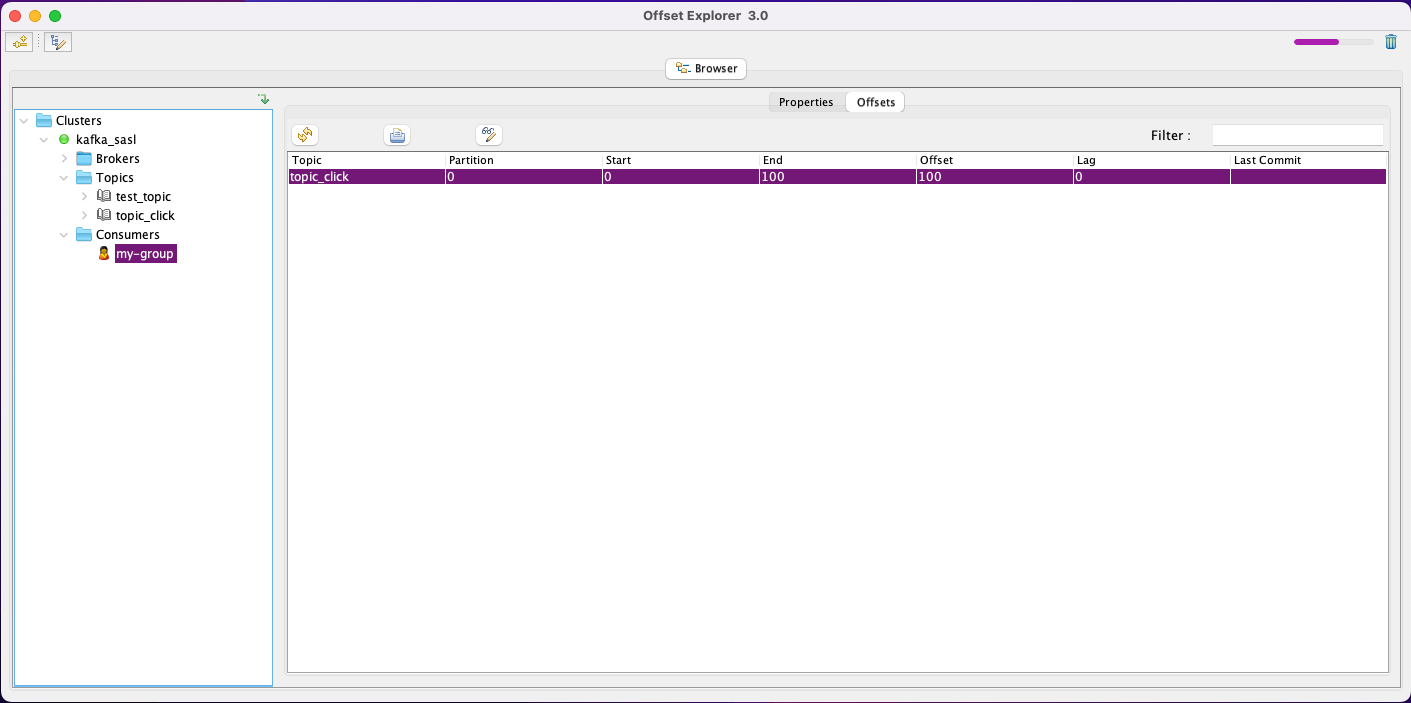 Offset Explorer 3.0
Browser
Clusters
kafka_sasl
Brokers
Topics
test_topic
topic_click
Consumers
my-group
Properties Offsets
Filter :
Topic Partition Start End Offset Lag Last Commit
topic_click 0 0 100 100 0